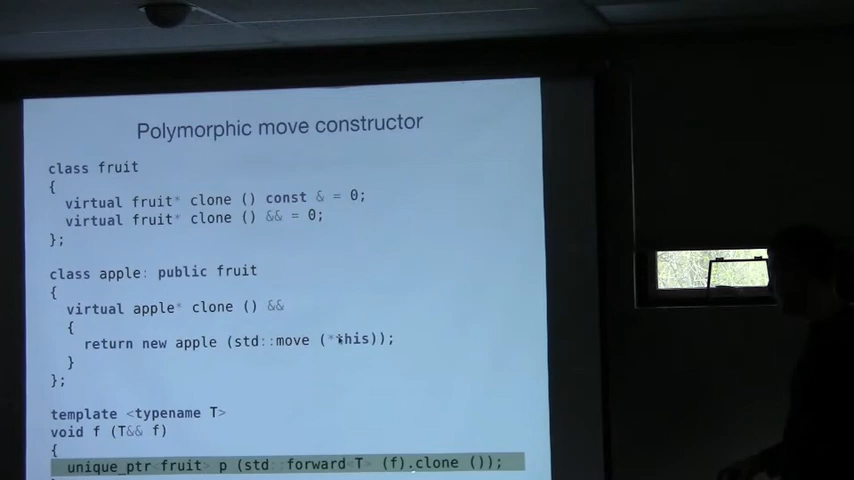 Polymorphic move constructor
class fruit
{
virtual fruit* clone () const & = 0;
virtual fruit* clone () && = 0;
};
class apple: public fruit
{
virtual apple* clone () &&
{
return new apple (std::move (*this));
}
};
template <typename T>
void f (T&& f)
{
unique_ptr<fruit> p (std::forward<T> (f).clone ());